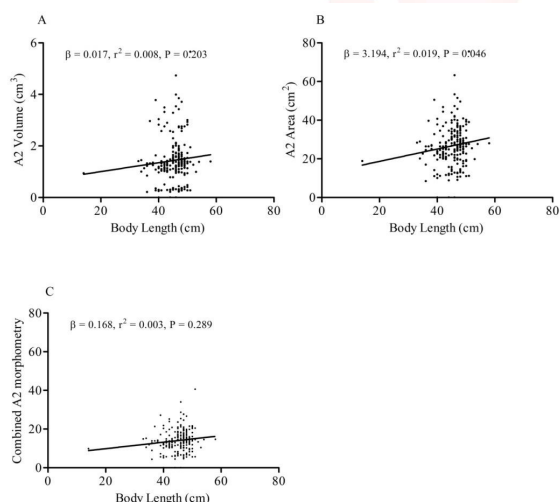 A
β = 0.017, r² = 0.008, P = 0.203
A2 Volume (cm³)
6
4
2
0
0 20 40 60 80
Body Length (cm)
B
β = 3.194, r² = 0.019, P = 0.046
A2 Area (cm²)
80
60
40
20
0
0 20 40 60 80
Body Length (cm)
C
β = 0.168, r² = 0.003, P = 0.289
Combined A2 morphometry
80
60
40
20
0
0 20 40 60 80
Body Length (cm)